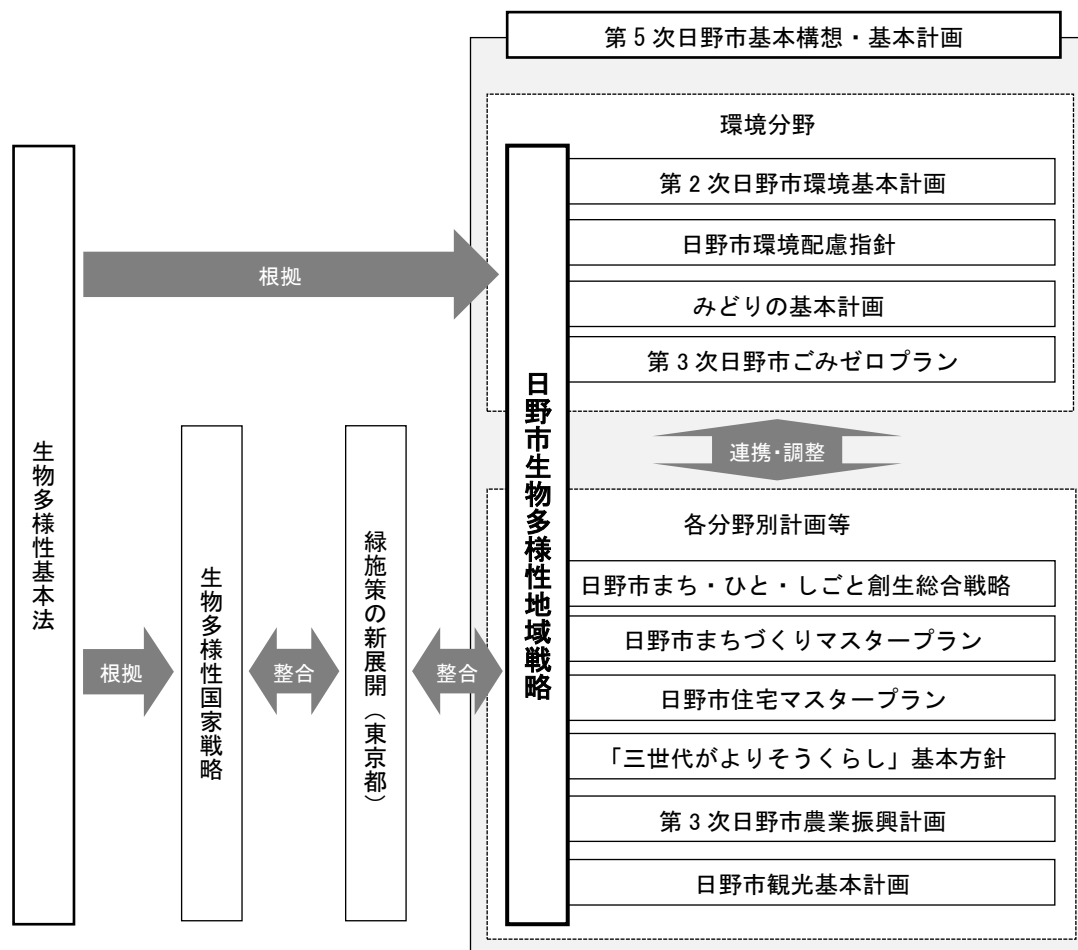 第5次日野市基本構想・基本計画
環境分野
第2次日野市環境基本計画
日野市環境配慮指針
みどりの基本計画
第3次日野市ごみゼロプラン
根拠
日野市生物多様性地域戦略
連携・調整
生物多様性基本法
根拠
生物多様性国家戦略
整合
緑施策の新展開（東京都）
整合
各分野別計画等
日野市まち・ひと・しごと創生総合戦略
日野市まちづくりマスタープラン
日野市住宅マスタープラン
「三世代がよりそうくらし」基本方針
第3次日野市農業振興計画
日野市観光基本計画